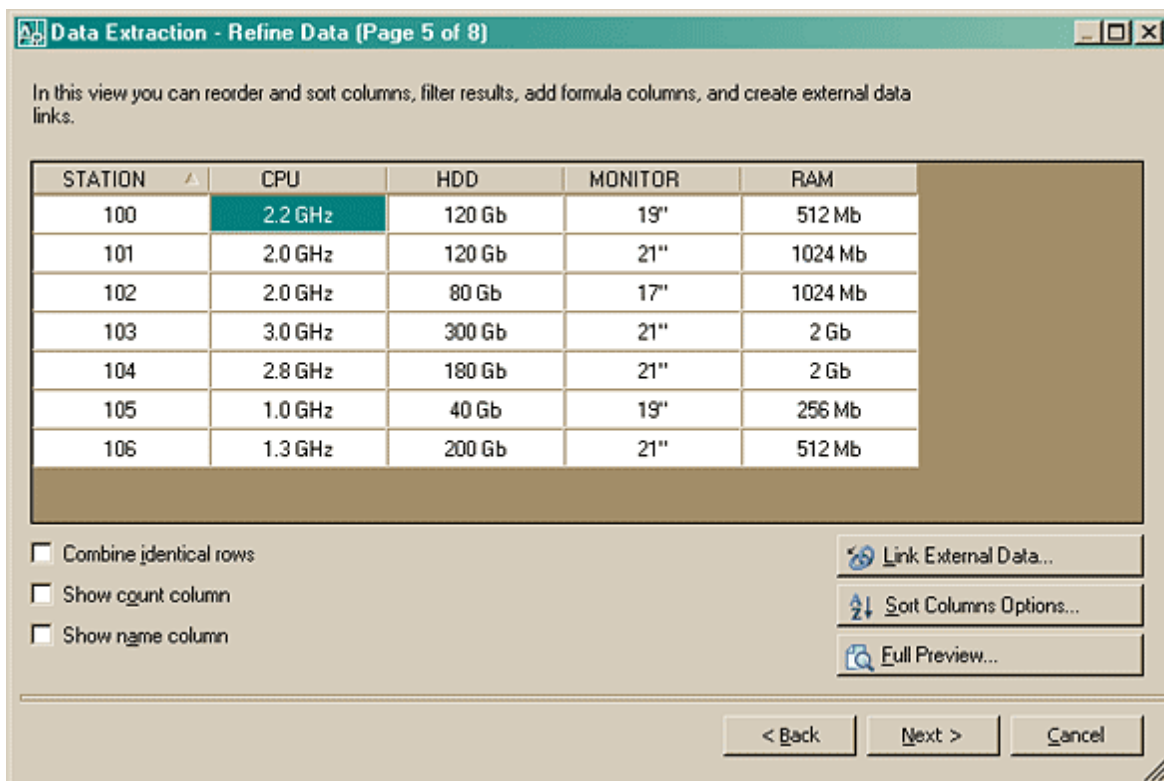 Data Extraction - Refine Data (Page 5 of 8)
In this view you can reorder and sort columns, filter results, add formula columns, and create external data
links.
STATION CPU HDD MONITOR RAM
100 2.2 GHz 120 Gb 19" 512 Mb
101 2.0 GHz 120 Gb 21" 1024 Mb
102 2.0 GHz 80 Gb 17" 1024 Mb
103 3.0 GHz 300 Gb 21" 2 Gb
104 2.8 GHz 180 Gb 21" 2 Gb
105 1.0 GHz 40 Gb 19" 256 Mb
106 1.3 GHz 200 Gb 21" 512 Mb
Combine identical rows
Show count column
Show name column
Link External Data...
Sort Columns Options...
Full Preview...
< Back Next > Cancel